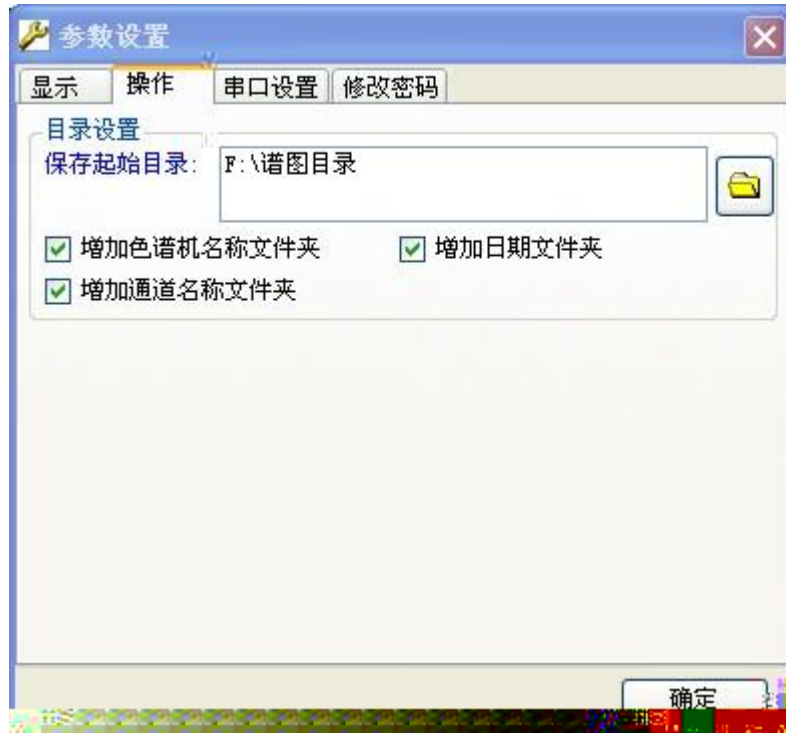 参数设置
显示 操作 串口设置 修改密码
目录设置
保存起始目录: F:\谱图目录
增加色谱机名称文件夹 增加日期文件夹
增加通道名称文件夹
确定